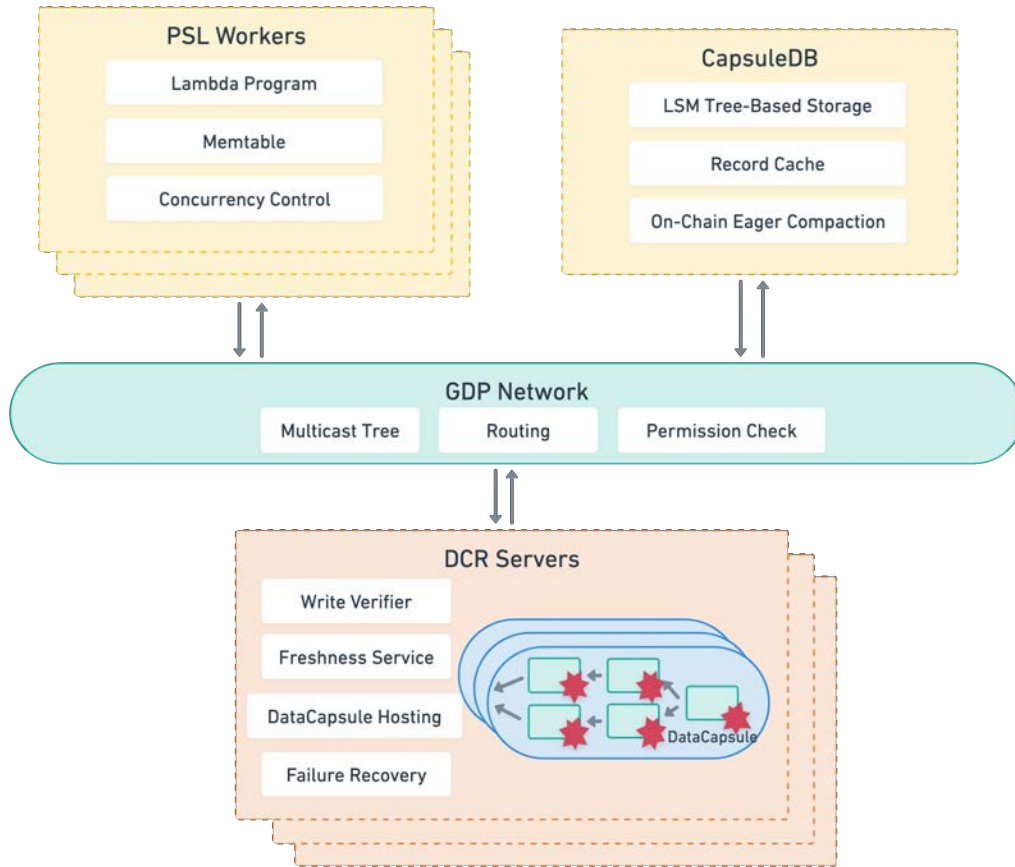 PSL Workers
Lambda Program
Memtable
Concurrency Control
CapsuleDB
LSM Tree-Based Storage
Record Cache
On-Chain Eager Compaction
GDP Network
Multicast Tree
Routing
Permission Check
DCR Servers
Write Verifier
Freshness Service
DataCapsule Hosting
Failure Recovery
DataCapsule